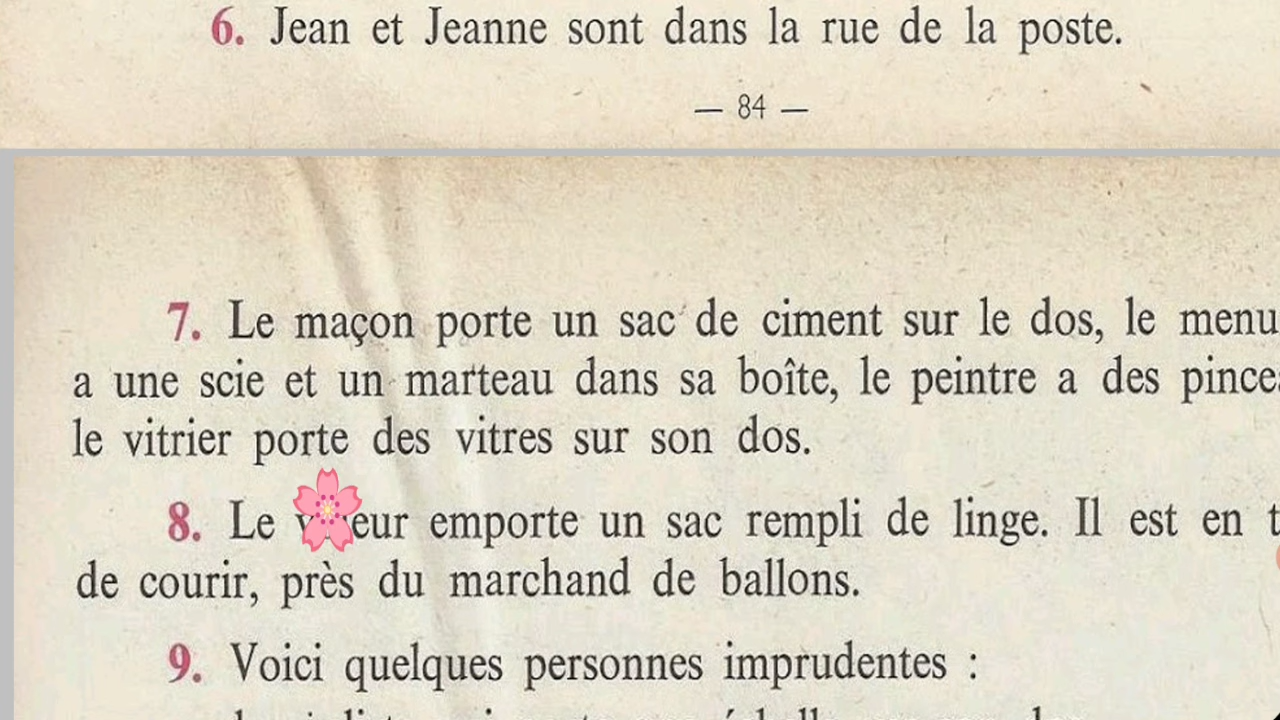 6. Jean et Jeanne sont dans la rue de la poste.
— 84 —
7. Le maçon porte un sac de ciment sur le dos, le
a une scie et un marteau dans sa boîte, le peintre a des
le vitrier porte des vitres sur son dos.
8. Le emporte un sac rempli de linge. Il est en
de courir, près du marchand de ballons.
9. Voici quelques personnes imprudentes :